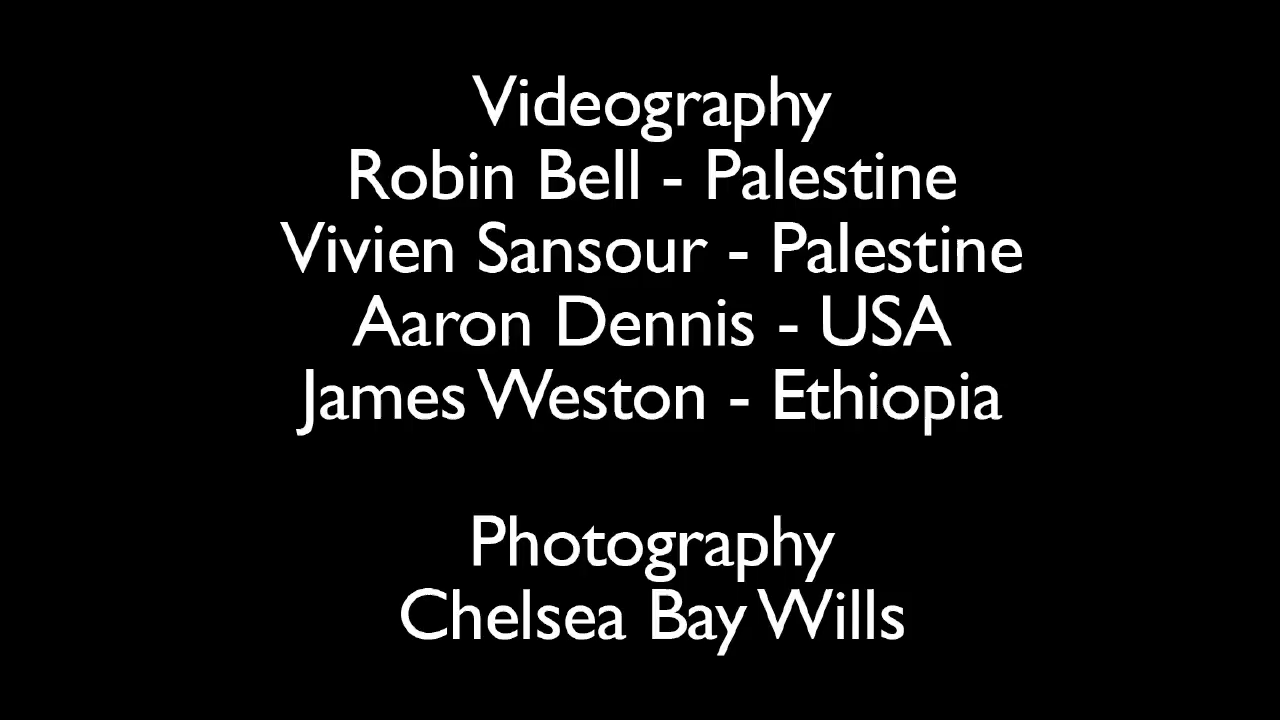 Videography
Robin Bell - Palestine
Vivien Sansour - Palestine
Aaron Dennis - USA
James Weston - Ethiopia
Photography
Chelsea Bay Wills